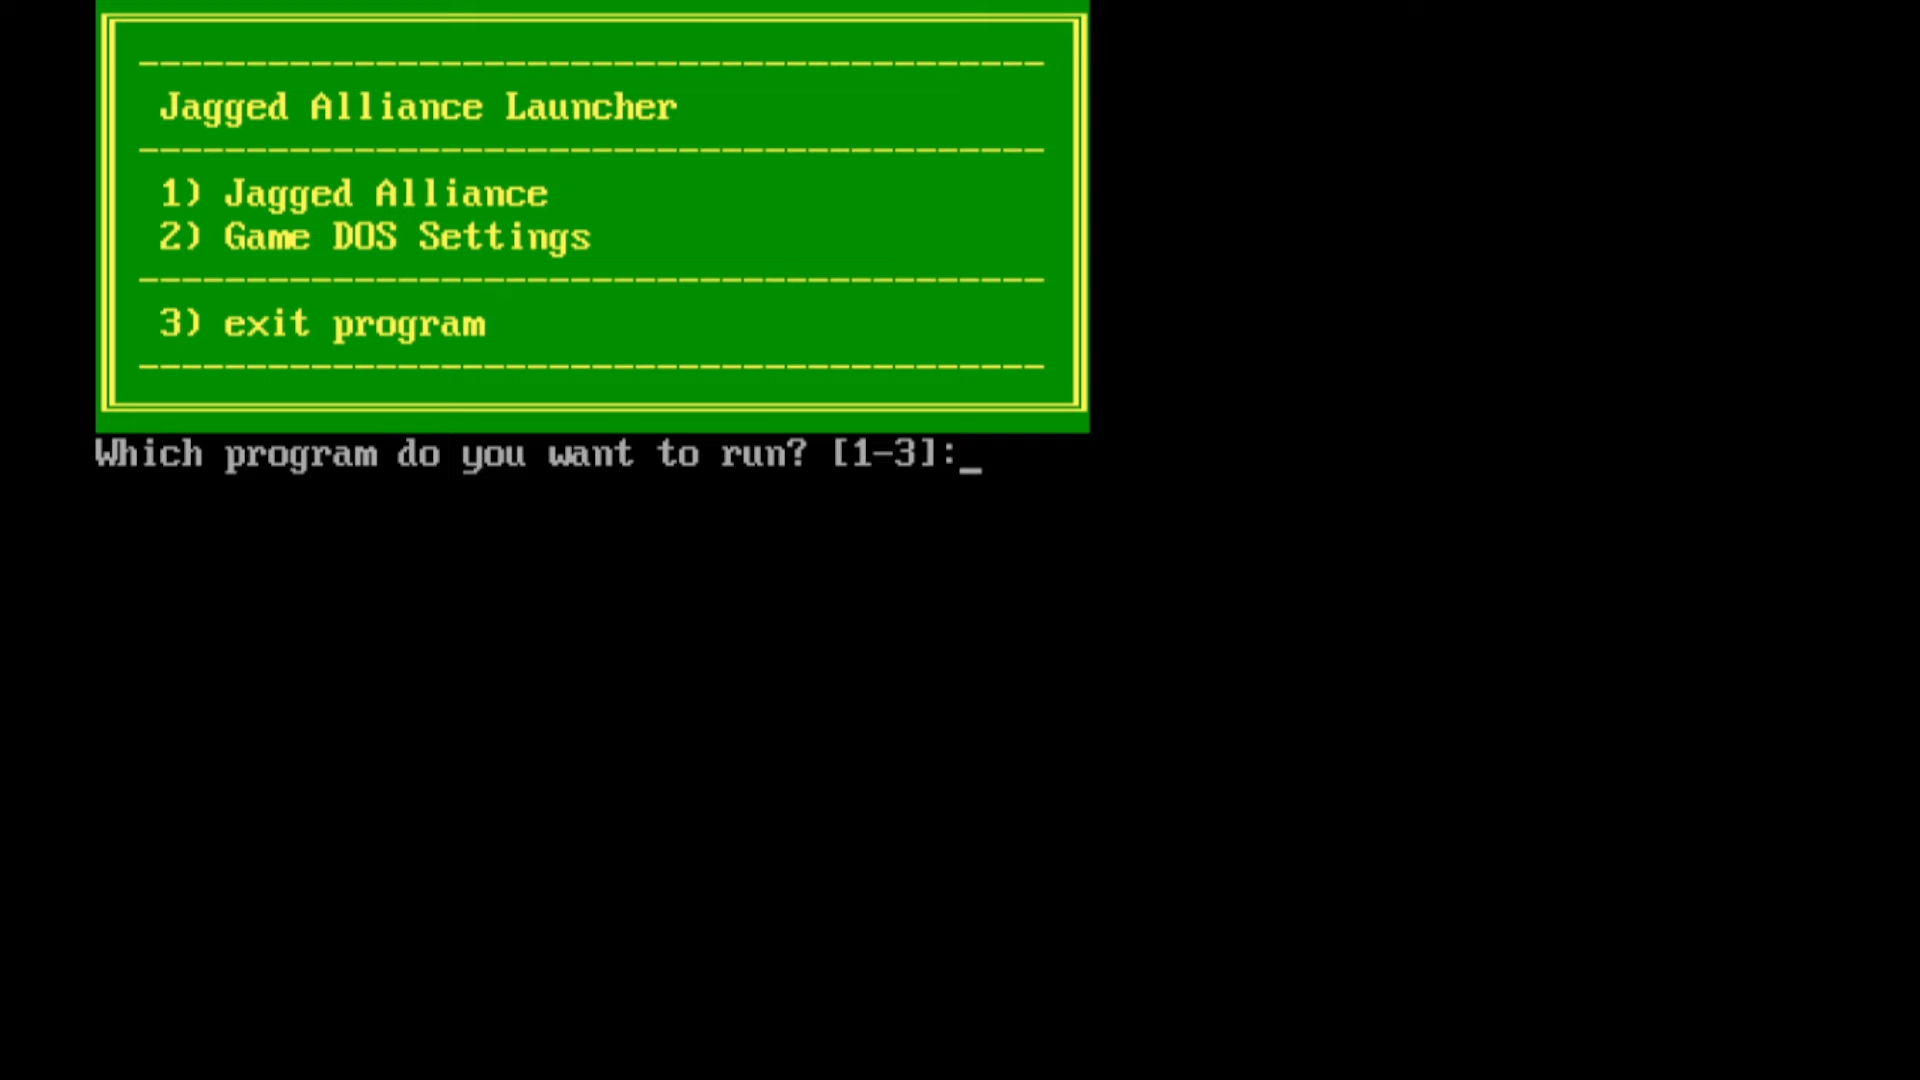 Jagged Alliance Launcher
1) Jagged Alliance
2) Game DOS Settings
3) exit program
Which program do you want to run? [1-3]:_